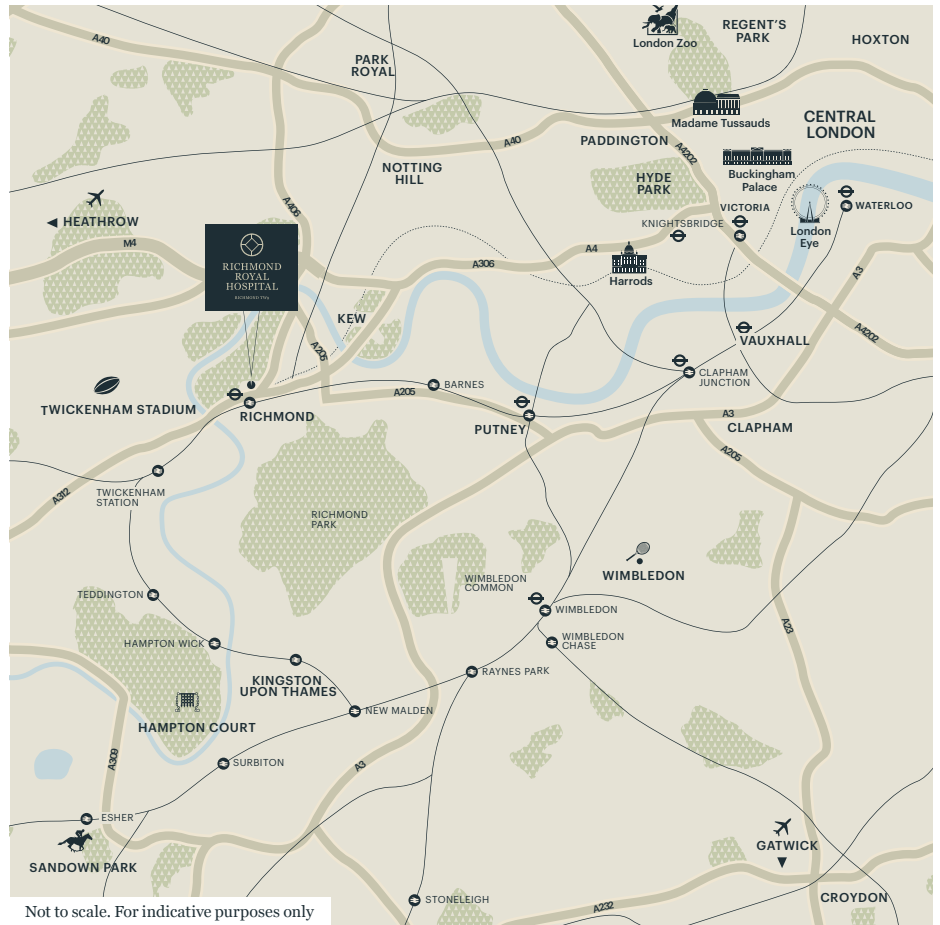 REGENT'S
PARK
London Zoo
HOXTON
A40
PARK
ROYAL
Madame Tussauds
CENTRAL
LONDON
PADDINGTON
A40
A4202
NOTTING
HILL
HYDE
PARK
Buckingham
Palace
HEATHROW
A406
VICTORIA
WATERLOO
KNIGHTSBRIDGE
London
Eye
M4
A4
A306
A3
Harrods
RICHMOND
ROYAL
HOSPITAL
RICHMOND TW9
KEW
A205
VAUXHALL
A4202
CLAPHAM
JUNCTION
BARNES
A205
TWICKENHAM STADIUM
RICHMOND
PUTNEY
A3
CLAPHAM
A205
A312
TWICKENHAM
STATION
RICHMOND
PARK
WIMBLEDON
COMMON
WIMBLEDON
TEDDINGTON
WIMBLEDON
A23
HAMPTON WICK
WIMBLEDON
CHASE
RAYNES PARK
KINGSTON
UPON THAMES
NEW MALDEN
HAMPTON COURT
A309
SURBITON
A3
ESHER
SANDOWN PARK
GATWICK
STONELEIGH
A232
CROYDON
Not to scale. For indicative purposes only